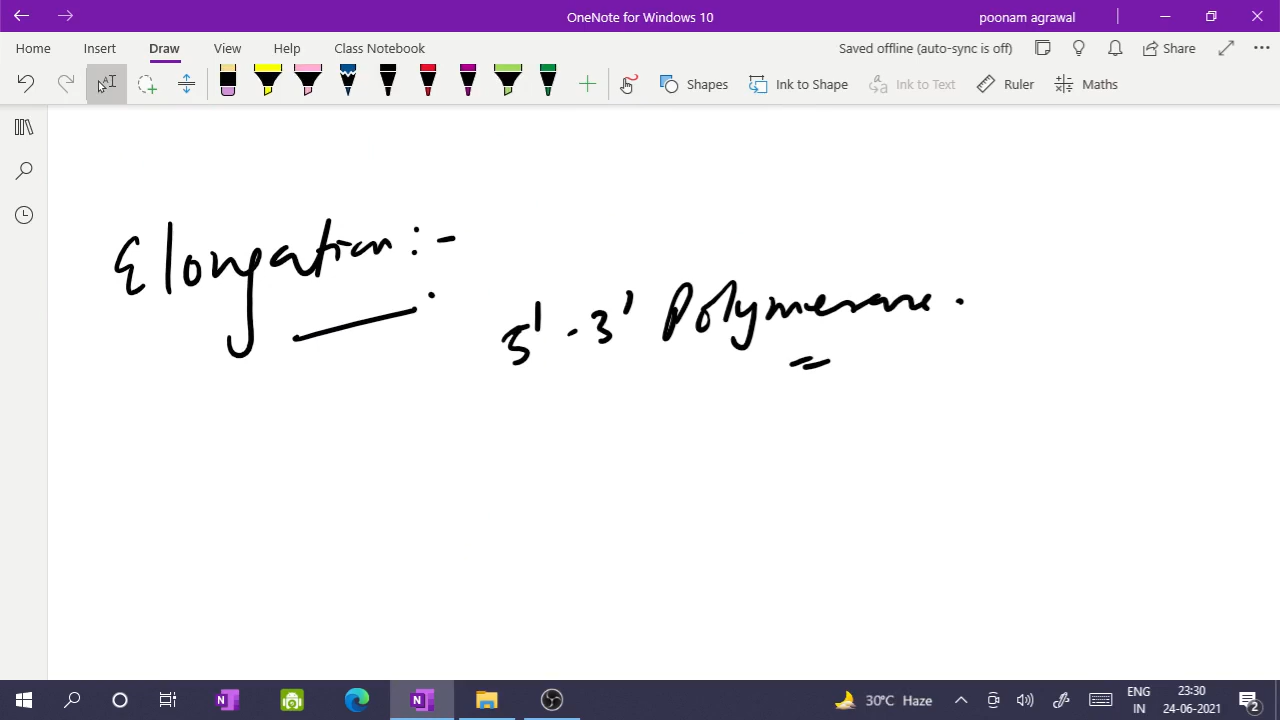 OneNote for Windows 10
poonam agrawal
Home Insert Draw View Help Class Notebook
Saved offline (auto-sync is off)
Share
Shapes
Ink to Shape
Ink to Text
Ruler
Maths
Elongation :-
5' - 3' Polymerase.
30°C Haze
ENG
IN
23:30
24-06-2021
2